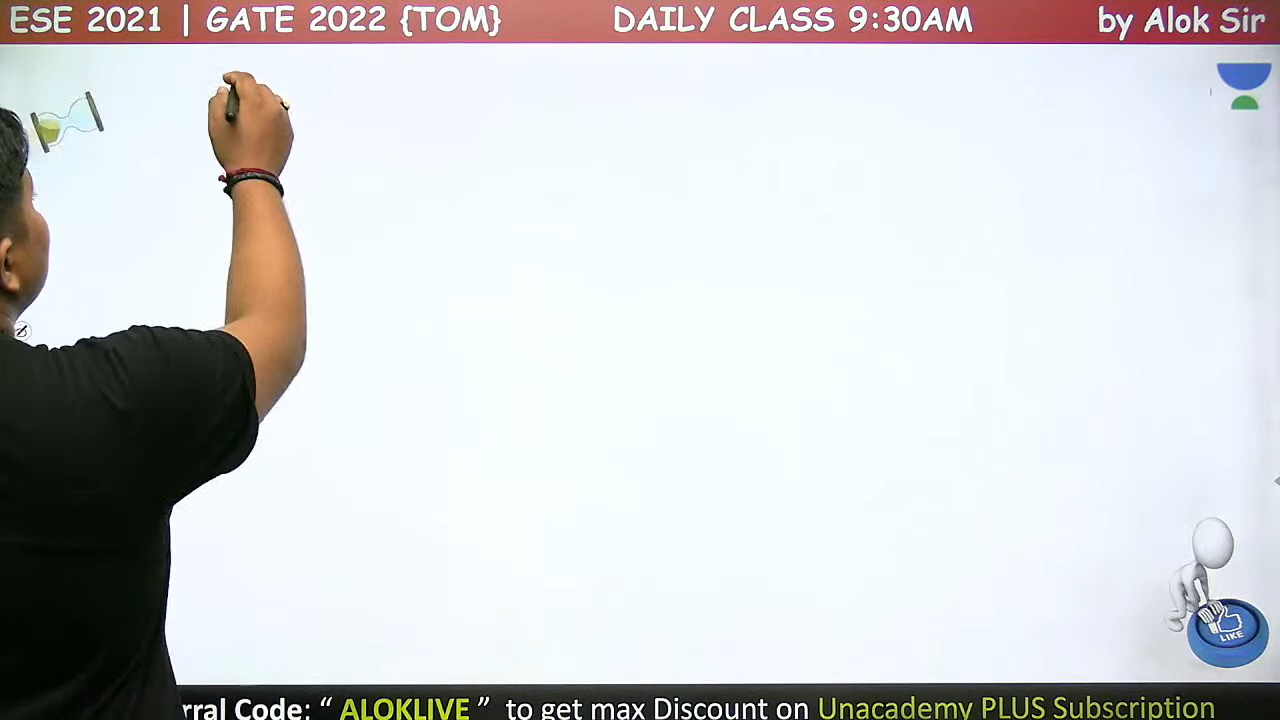 ESE 2021 | GATE 2022 {TOM} DAILY CLASS 9:30AM by Alok Sir
LIKE
rral Code: “ ALOKLIVE ” to get max Discount on Unacademy PLUS Subscription